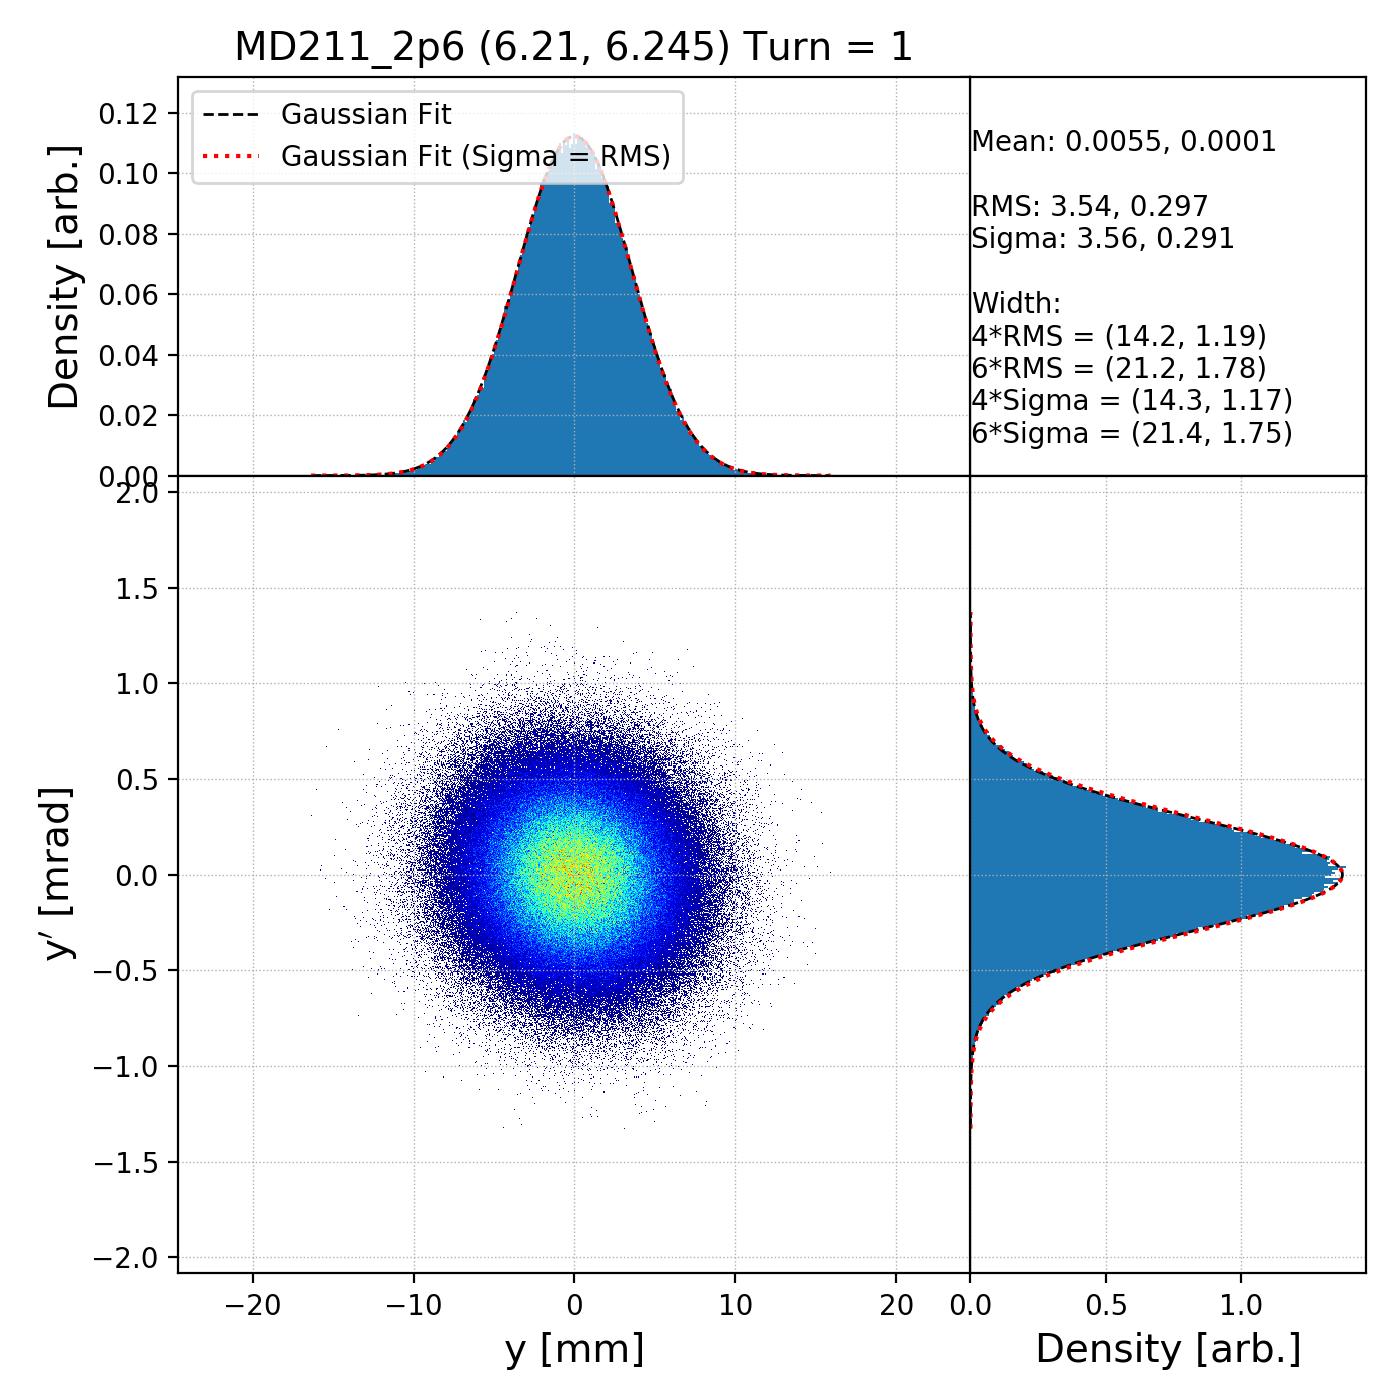 MD211_2p6 (6.21, 6.245) Turn = 1
Gaussian Fit
Gaussian Fit (Sigma = RMS)
0.12
0.10
0.08
0.06
0.04
0.02
0.00
Density [arb.]
Mean: 0.0055, 0.0001
RMS: 3.54, 0.297
Sigma: 3.56, 0.291
Width:
4*RMS = (14.2, 1.19)
6*RMS = (21.2, 1.78)
4*Sigma = (14.3, 1.17)
6*Sigma = (21.4, 1.75)
2.0
1.5
1.0
0.5
0.0
−0.5
−1.0
−1.5
−2.0
y′ [mrad]
−20 −10 0 10 20
y [mm]
0.0 0.5 1.0
Density [arb.]